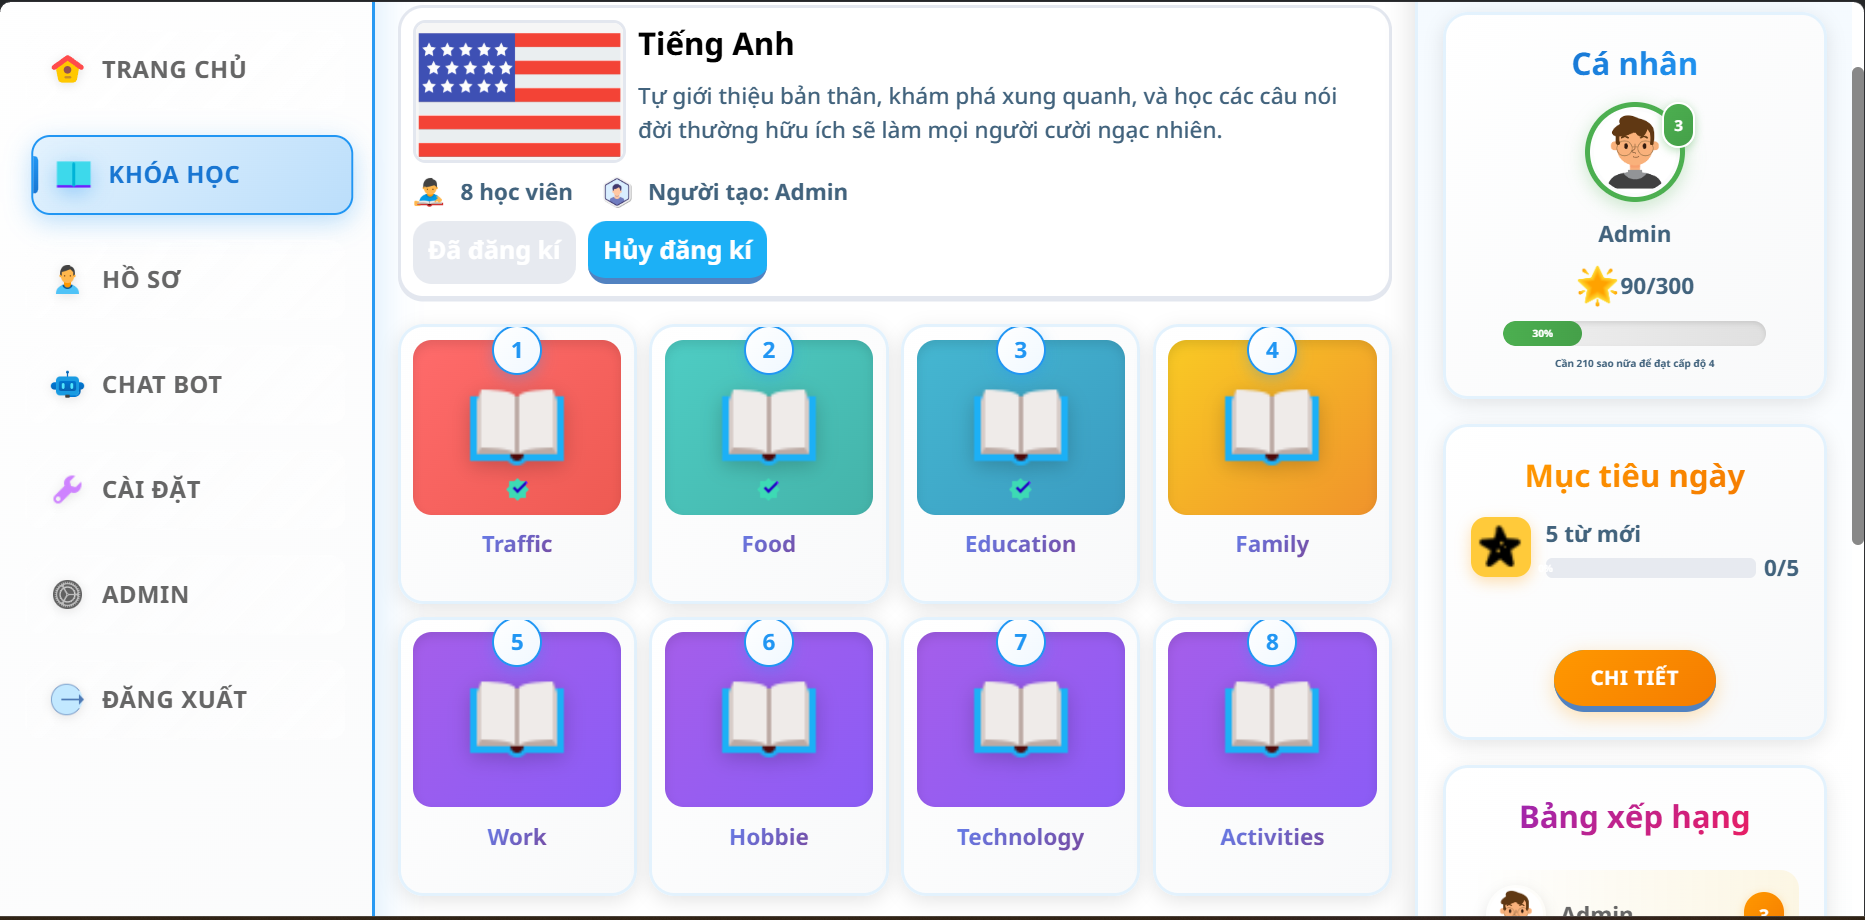 TRANG CHỦ
KHÓA HỌC
HỒ SƠ
CHAT BOT
CÀI ĐẶT
ADMIN
ĐĂNG XUẤT
Tiếng Anh
Tự giới thiệu bản thân, khám phá xung quanh, và học các câu nói
đời thường hữu ích sẽ làm mọi người cười ngạc nhiên.
8 học viên
Người tạo: Admin
Đã đăng kí
Hủy đăng kí
1
2
3
4
Traffic
Food
Education
Family
5
6
7
8
Work
Hobbie
Technology
Activities
Cá nhân
3
Admin
90/300
30%
Cần 210 sao nữa để đạt cấp độ 4
Mục tiêu ngày
5 từ mới
0/5
CHI TIẾT
Bảng xếp hạng
Admin
3